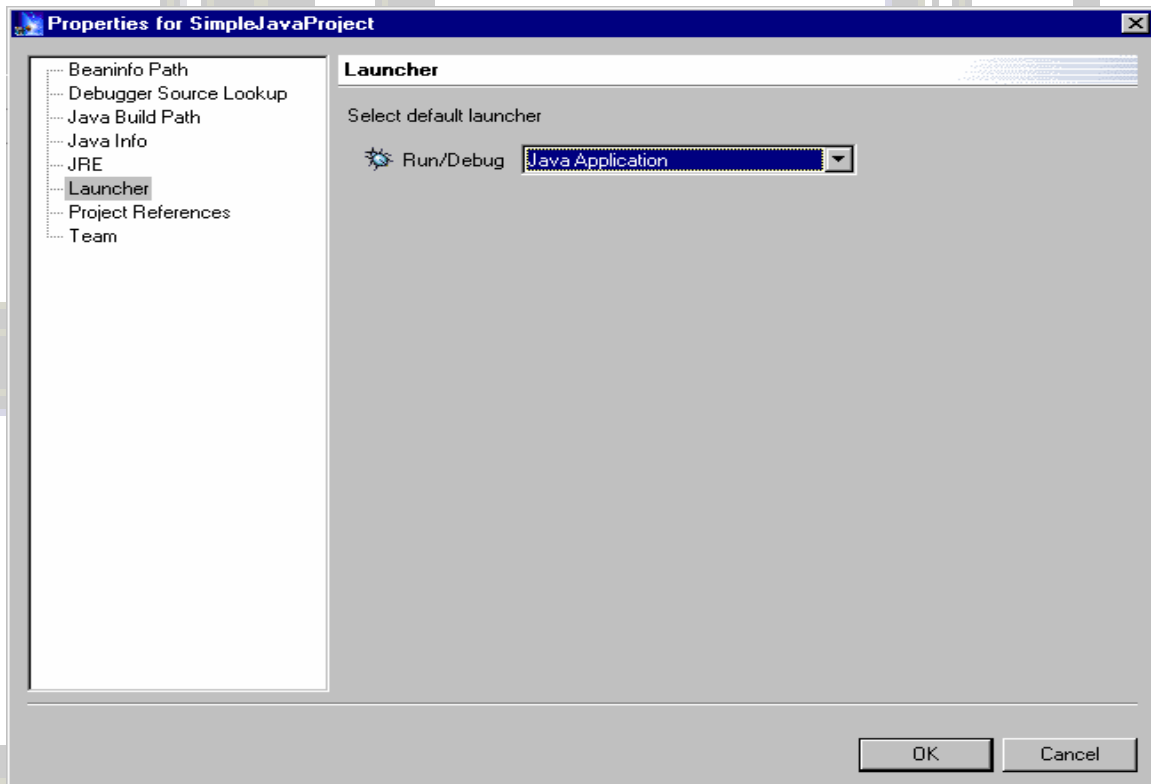 Properties for SimpleJavaProject
Beaninfo Path
Debugger Source Lookup
Java Build Path
Java Info
JRE
Launcher
Project References
Team
Launcher
Select default launcher
Run/Debug Java Application
OK Cancel